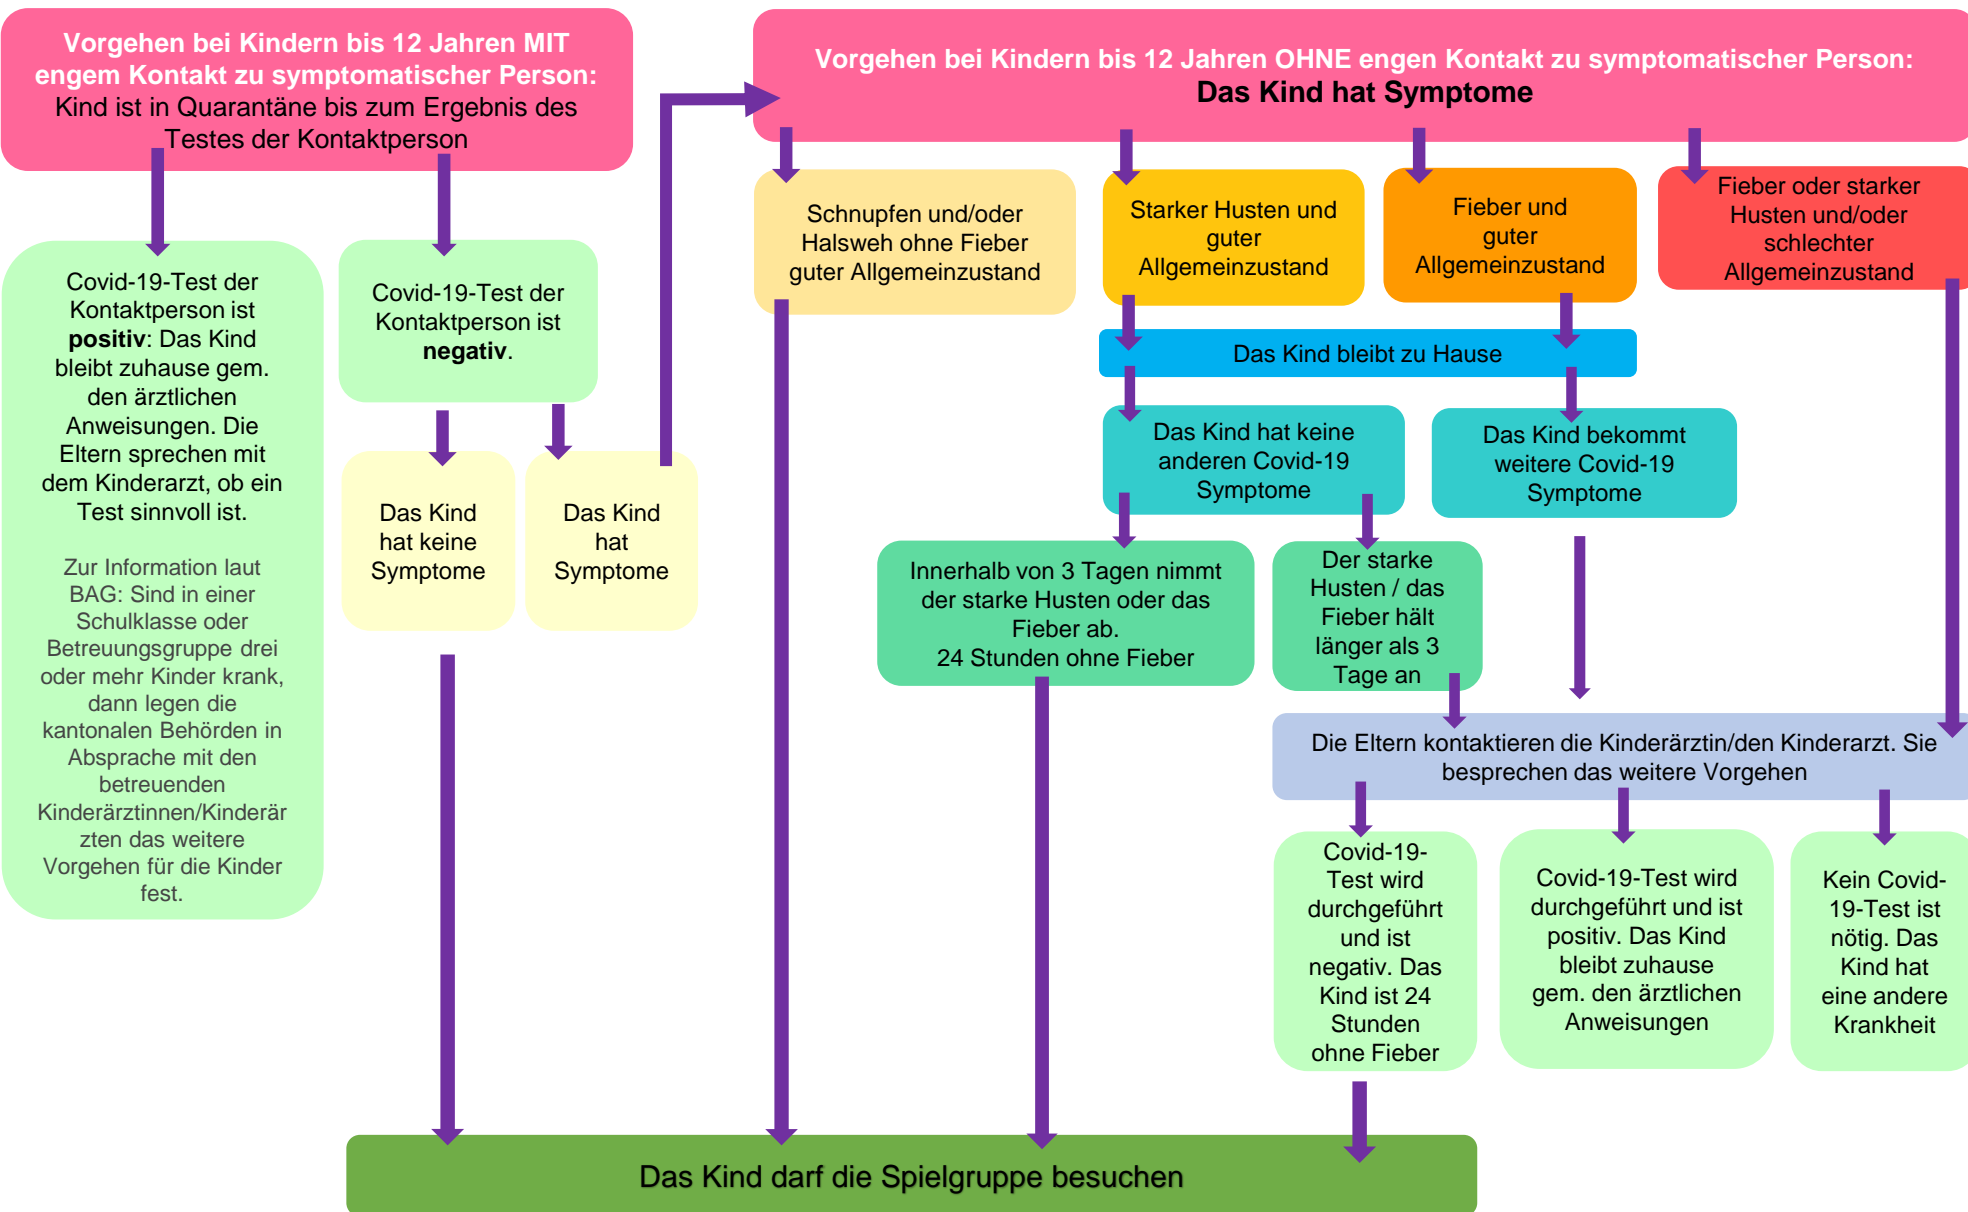 Vorgehen bei Kindern bis 12 Jahren MIT
engem Kontakt zu symptomatischer Person:
Kind ist in Quarantäne bis zum Ergebnis des
Testes der Kontaktperson
Vorgehen bei Kindern bis 12 Jahren OHNE engen Kontakt zu symptomatischer Person:
Das Kind hat Symptome
Covid-19-Test der
Kontaktperson ist
positiv: Das Kind
bleibt zuhause gem.
den ärztlichen
Anweisungen. Die
Eltern sprechen mit
dem Kinderarzt, ob ein
Test sinnvoll ist.
Zur Information laut
BAG: Sind in einer
Schulklasse oder
Betreuungsgruppe drei
oder mehr Kinder krank,
dann legen die
kantonalen Behörden in
Absprache mit den
betreuenden
Kinderärztinnen/Kinderär
zten das weitere
Vorgehen für die Kinder
fest.
Covid-19-Test der
Kontaktperson ist
negativ.
Das Kind
hat keine
Symptome
Das Kind
hat
Symptome
Schnupfen und/oder
Halsweh ohne Fieber
guter Allgemeinzustand
Starker Husten und
guter
Allgemeinzustand
Fieber und
guter
Allgemeinzustand
Fieber oder starker
Husten und/oder
schlechter
Allgemeinzustand
Das Kind bleibt zu Hause
Das Kind hat keine
anderen Covid-19
Symptome
Das Kind bekommt
weitere Covid-19
Symptome
Innerhalb von 3 Tagen nimmt
der starke Husten oder das
Fieber ab.
24 Stunden ohne Fieber
Der starke
Husten / das
Fieber hält
länger als 3
Tage an
Die Eltern kontaktieren die Kinderärztin/den Kinderarzt. Sie
besprechen das weitere Vorgehen
Covid-19-
Test wird
durchgeführt
und ist
negativ. Das
Kind ist 24
Stunden
ohne Fieber
Covid-19-Test wird
durchgeführt und ist
positiv. Das Kind
bleibt zuhause
gem. den ärztlichen
Anweisungen
Kein Covid-
19-Test ist
nötig. Das
Kind hat
eine andere
Krankheit
Das Kind darf die Spielgruppe besuchen